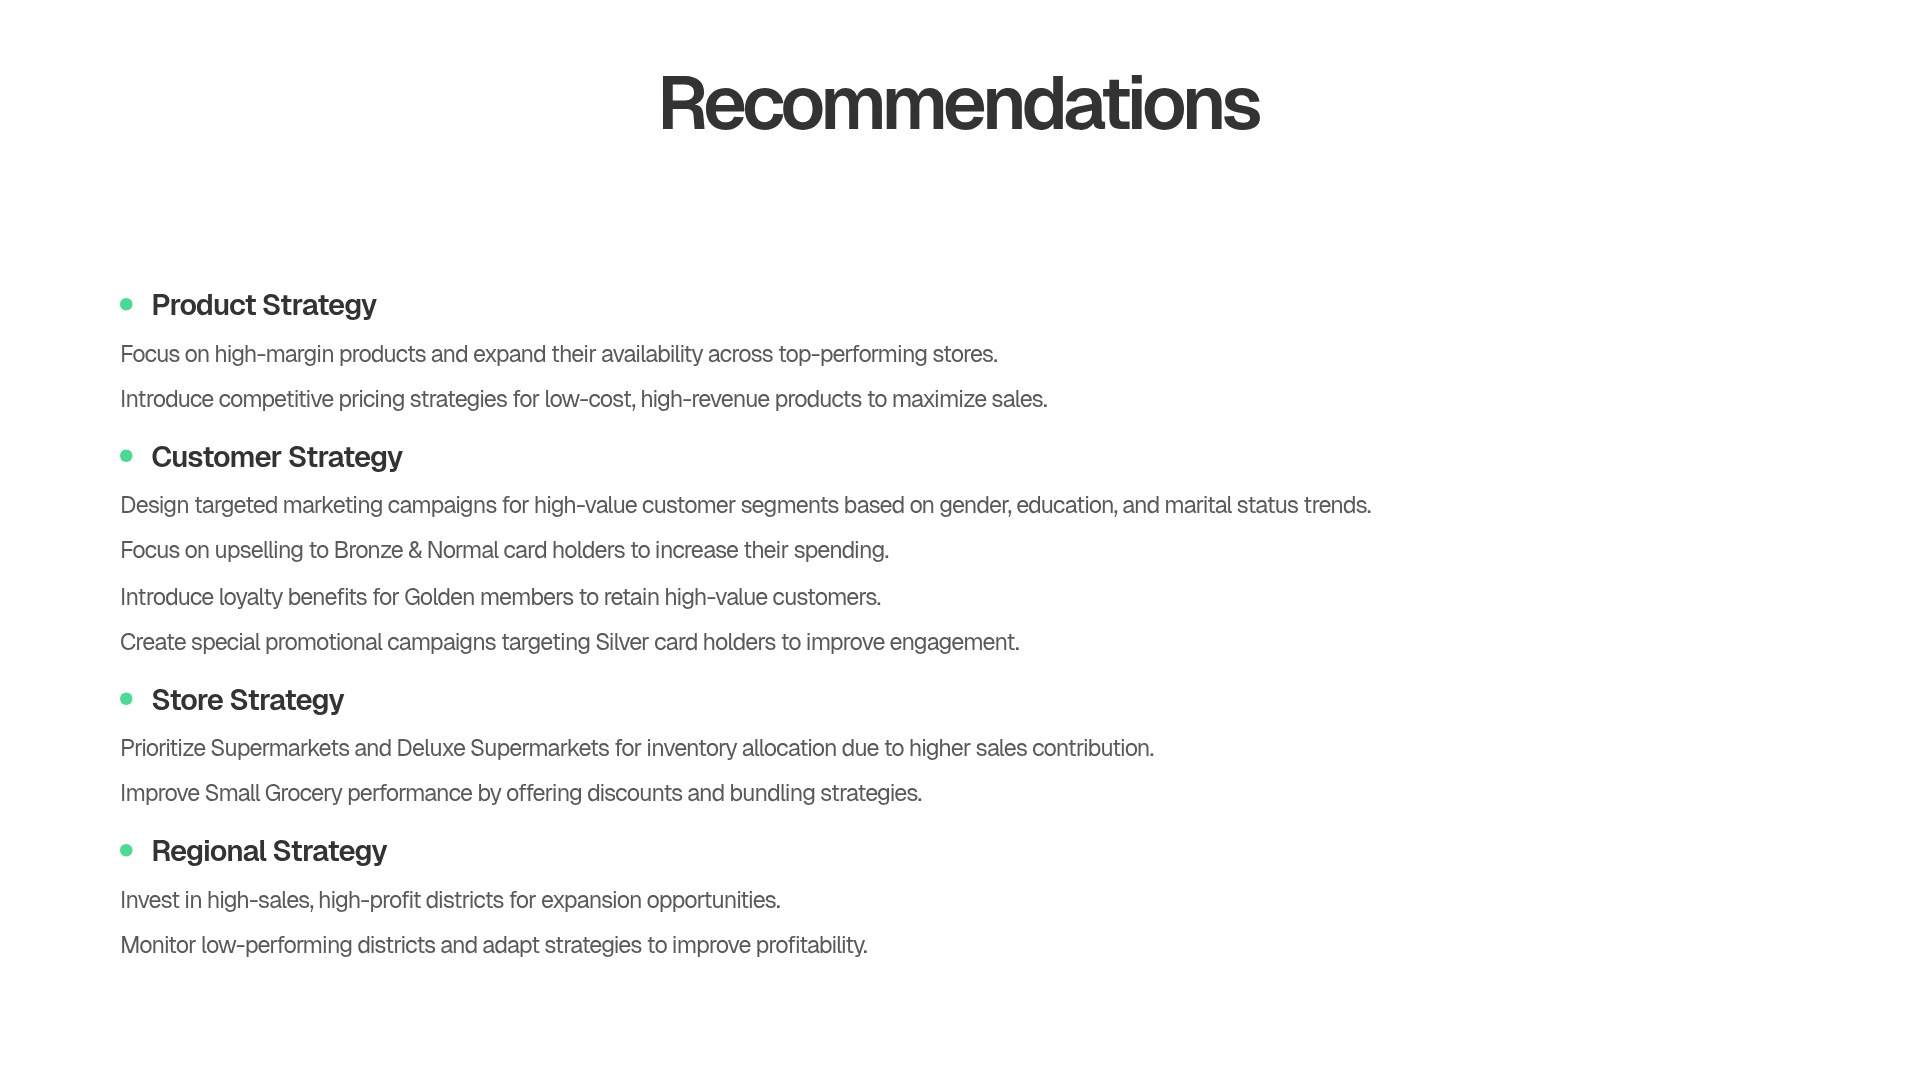 Recommendations
Product Strategy
Focus on high-margin products and expand their availability across top-performing stores.
Introduce competitive pricing strategies for low-cost, high-revenue products to maximize sales.
Customer Strategy
Design targeted marketing campaigns for high-value customer segments based on gender, education, and marital status trends.
Focus on upselling to Bronze & Normal card holders to increase their spending.
Introduce loyalty benefits for Golden members to retain high-value customers.
Create special promotional campaigns targeting Silver card holders to improve engagement.
Store Strategy
Prioritize Supermarkets and Deluxe Supermarkets for inventory allocation due to higher sales contribution.
Improve Small Grocery performance by offering discounts and bundling strategies.
Regional Strategy
Invest in high-sales, high-profit districts for expansion opportunities.
Monitor low-performing districts and adapt strategies to improve profitability.